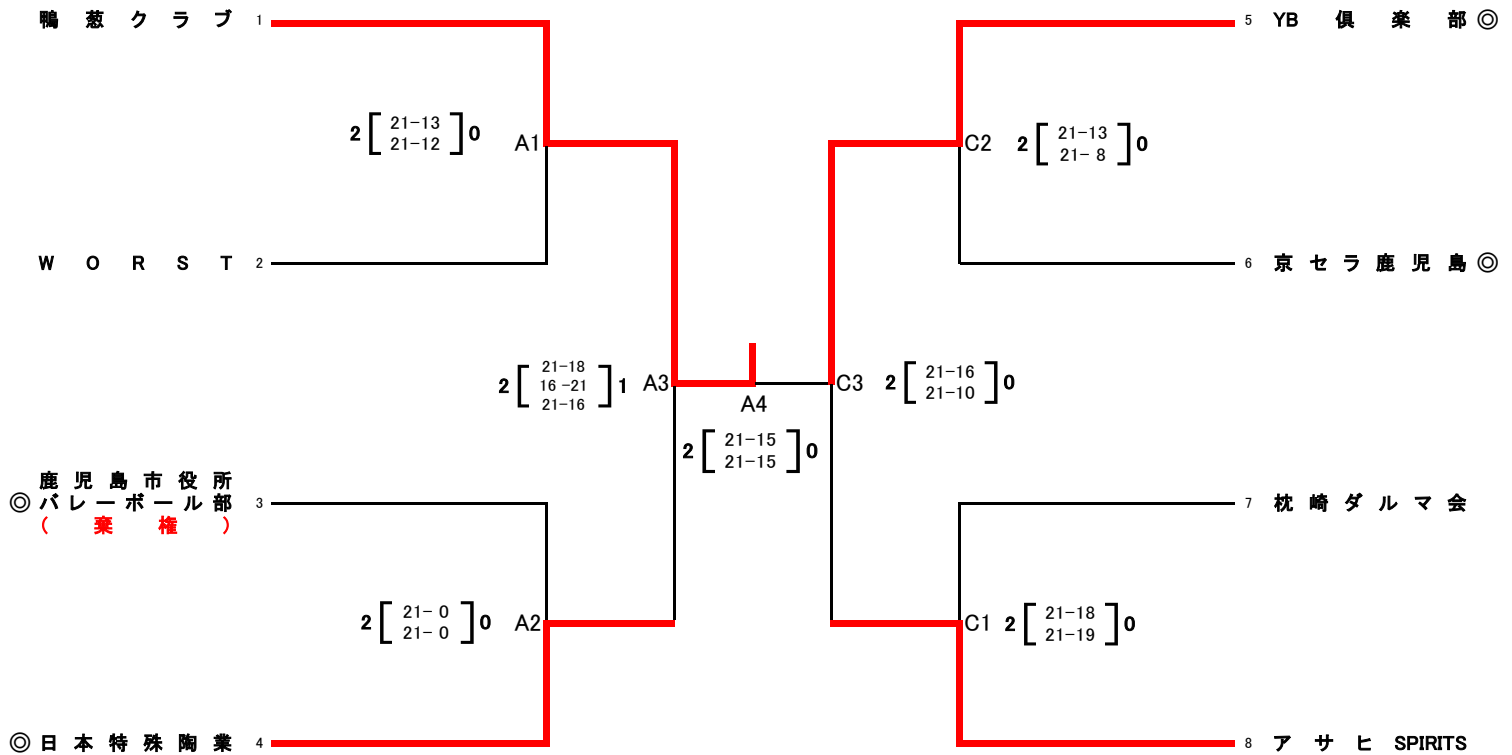 鴨葱クラブ 1
5 YB俱楽部 ◎
2 [ 21-13 ] 0 A1
21-12
C2 2 [ 21-13 ] 0
21- 8
WORST 2
6 京セラ鹿児島 ◎
2 [ 21-18 ] 1 A3
16 -21
21-16
C3 2 [ 21-16 ] 0
21-10
A4
2 [ 21-15 ] 0
21-15
鹿児島市役所
◎ バレーボール部 3
(棄権)
7 枕崎ダルマ会
2 [ 21- 0 ] 0 A2
21- 0
C1 2 [ 21-18 ] 0
21-19
◎ 日本特殊陶業 4
8 アサヒ SPIRITS